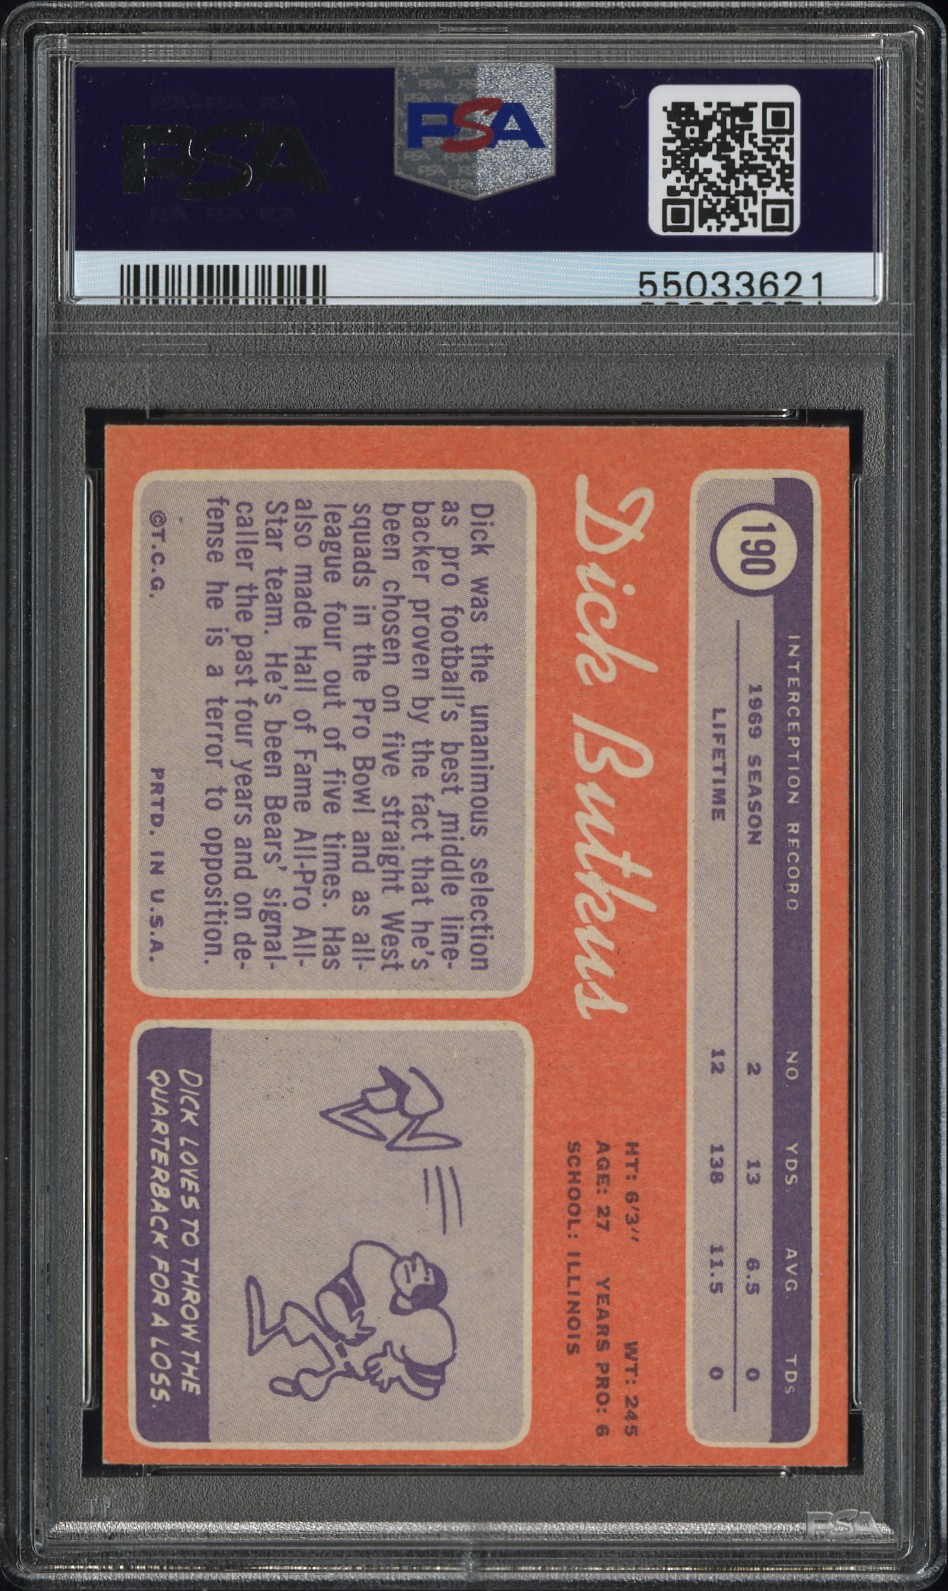 PSA
PSA
55033621
190
INTERCEPTION RECORD NO. YDS. AVG. TDs
1969 SEASON 2 13 6.5 0
LIFETIME 12 138 11.5 0
Dick Butkus
HT: 6'3" WT: 245
AGE: 27 YEARS PRO: 6
SCHOOL: ILLINOIS
Dick was the unanimous selection
as pro football's best middle line-
backer proven by the fact that he's
been chosen on five straight West
squads in the Pro Bowl and as all-
league four out of five times. Has
also made Hall of Fame All-Pro All-
Star team. He's been Bears' signal-
caller the past four years and on de-
fense he is a terror to opposition.
©T.C.G. PRTD. IN U.S.A.
DICK LOVES TO THROW THE
QUARTERBACK FOR A LOSS.
PSA